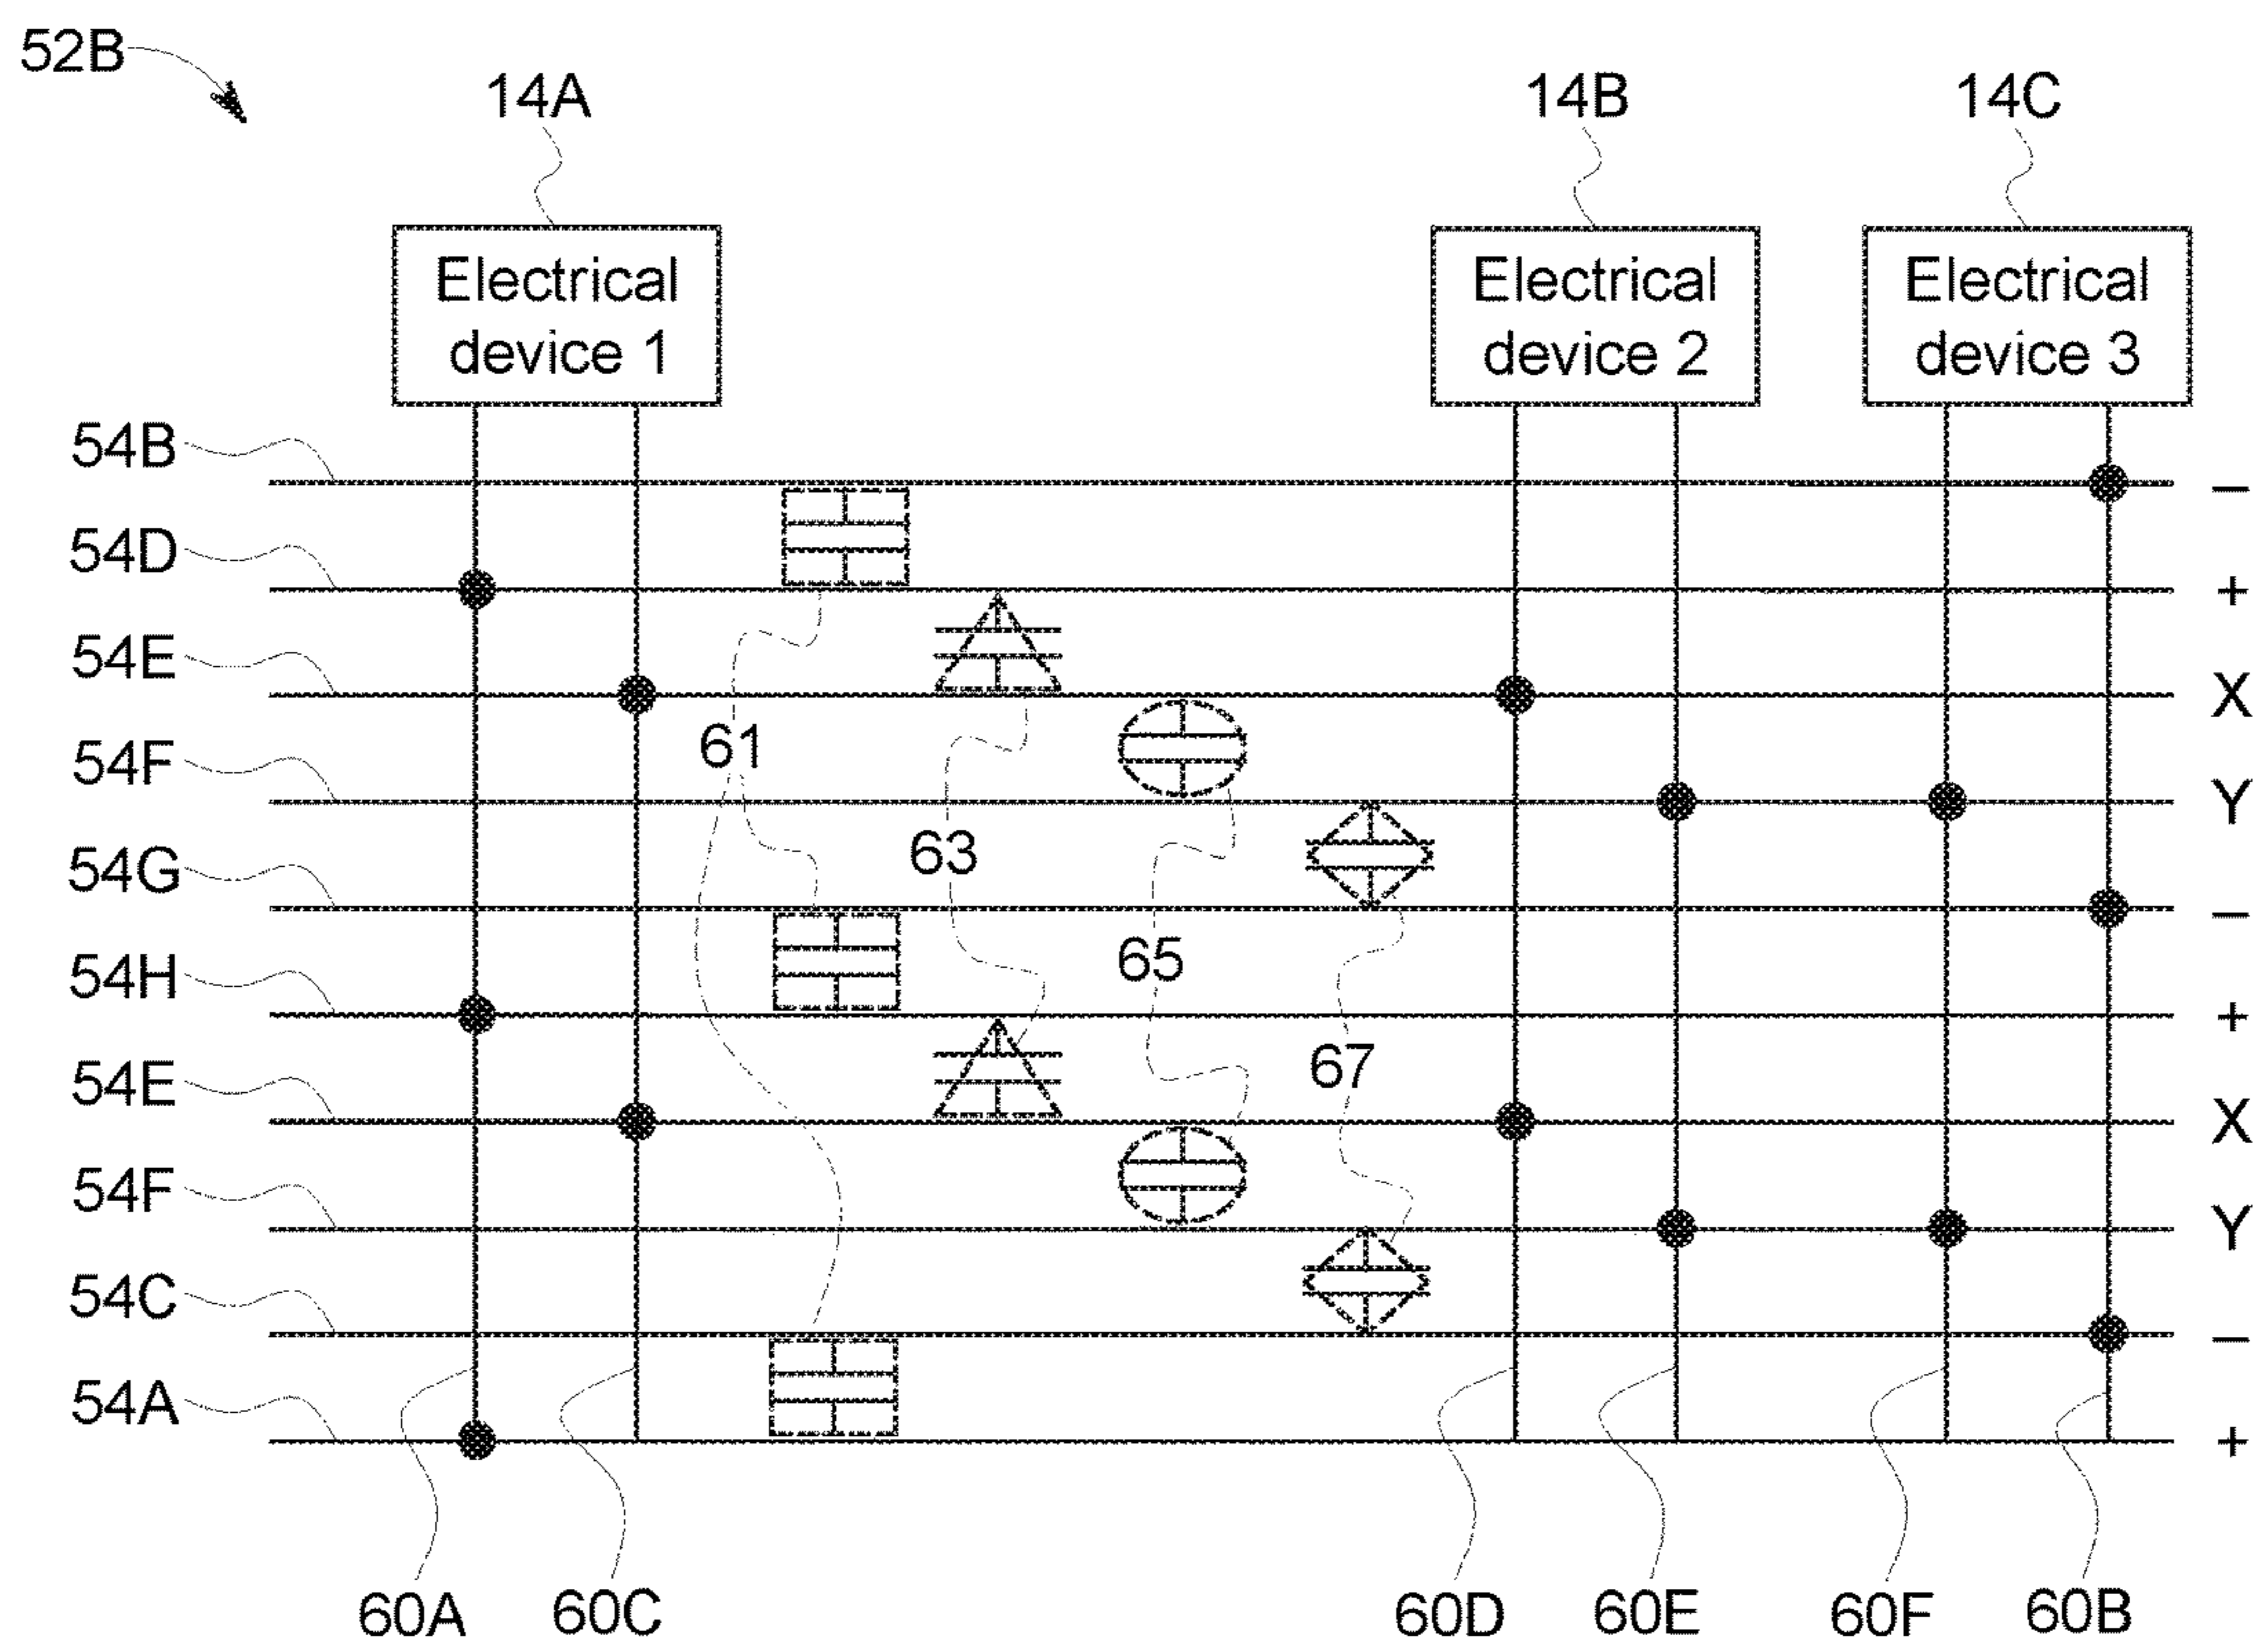 52B
14A
14B
14C
Electrical
device 1
Electrical
device 2
Electrical
device 3
54B
–
54D
+
54E
X
61
54F
Y
63
54G
–
65
54H
+
67
54E
X
54F
Y
54C
–
54A
+
60A
60C
60D
60E
60F
60B